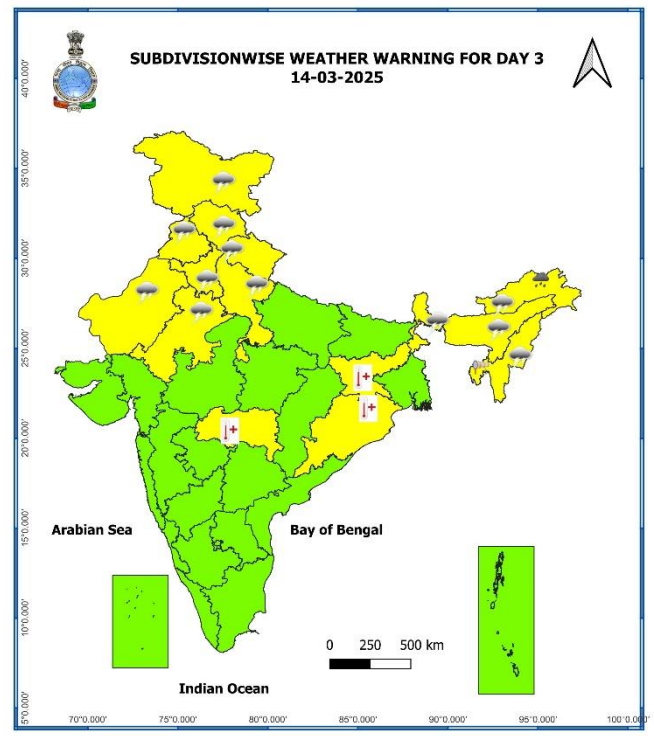 SUBDIVISIONWISE WEATHER WARNING FOR DAY 3
14-03-2025
40°0.000'
35°0.000'
30°0.000'
25°0.000'
20°0.000'
15°0.000'
10°0.000'
5°0.000'
Arabian Sea
Bay of Bengal
0 250 500 km
Indian Ocean
70°0.000' 75°0.000' 80°0.000' 85°0.000' 90°0.000' 95°0.000' 100°0.000'